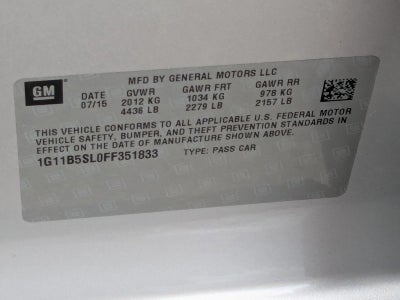 MFD BY GENERAL MOTORS LLC
GM
DATE GVWR GAWR FRT GAWR RR
07/15 2012 KG 1034 KG 978 KG
4436 LB 2279 LB 2157 LB
THIS VEHICLE CONFORMS TO ALL APPLICABLE U.S. FEDERAL MOTOR
VEHICLE SAFETY, BUMPER, AND THEFT PREVENTION STANDARDS IN
EFFECT ON THE DATE OF MANUFACTURE SHOWN ABOVE.
1G11B5SL0FF351833 TYPE: PASS CAR